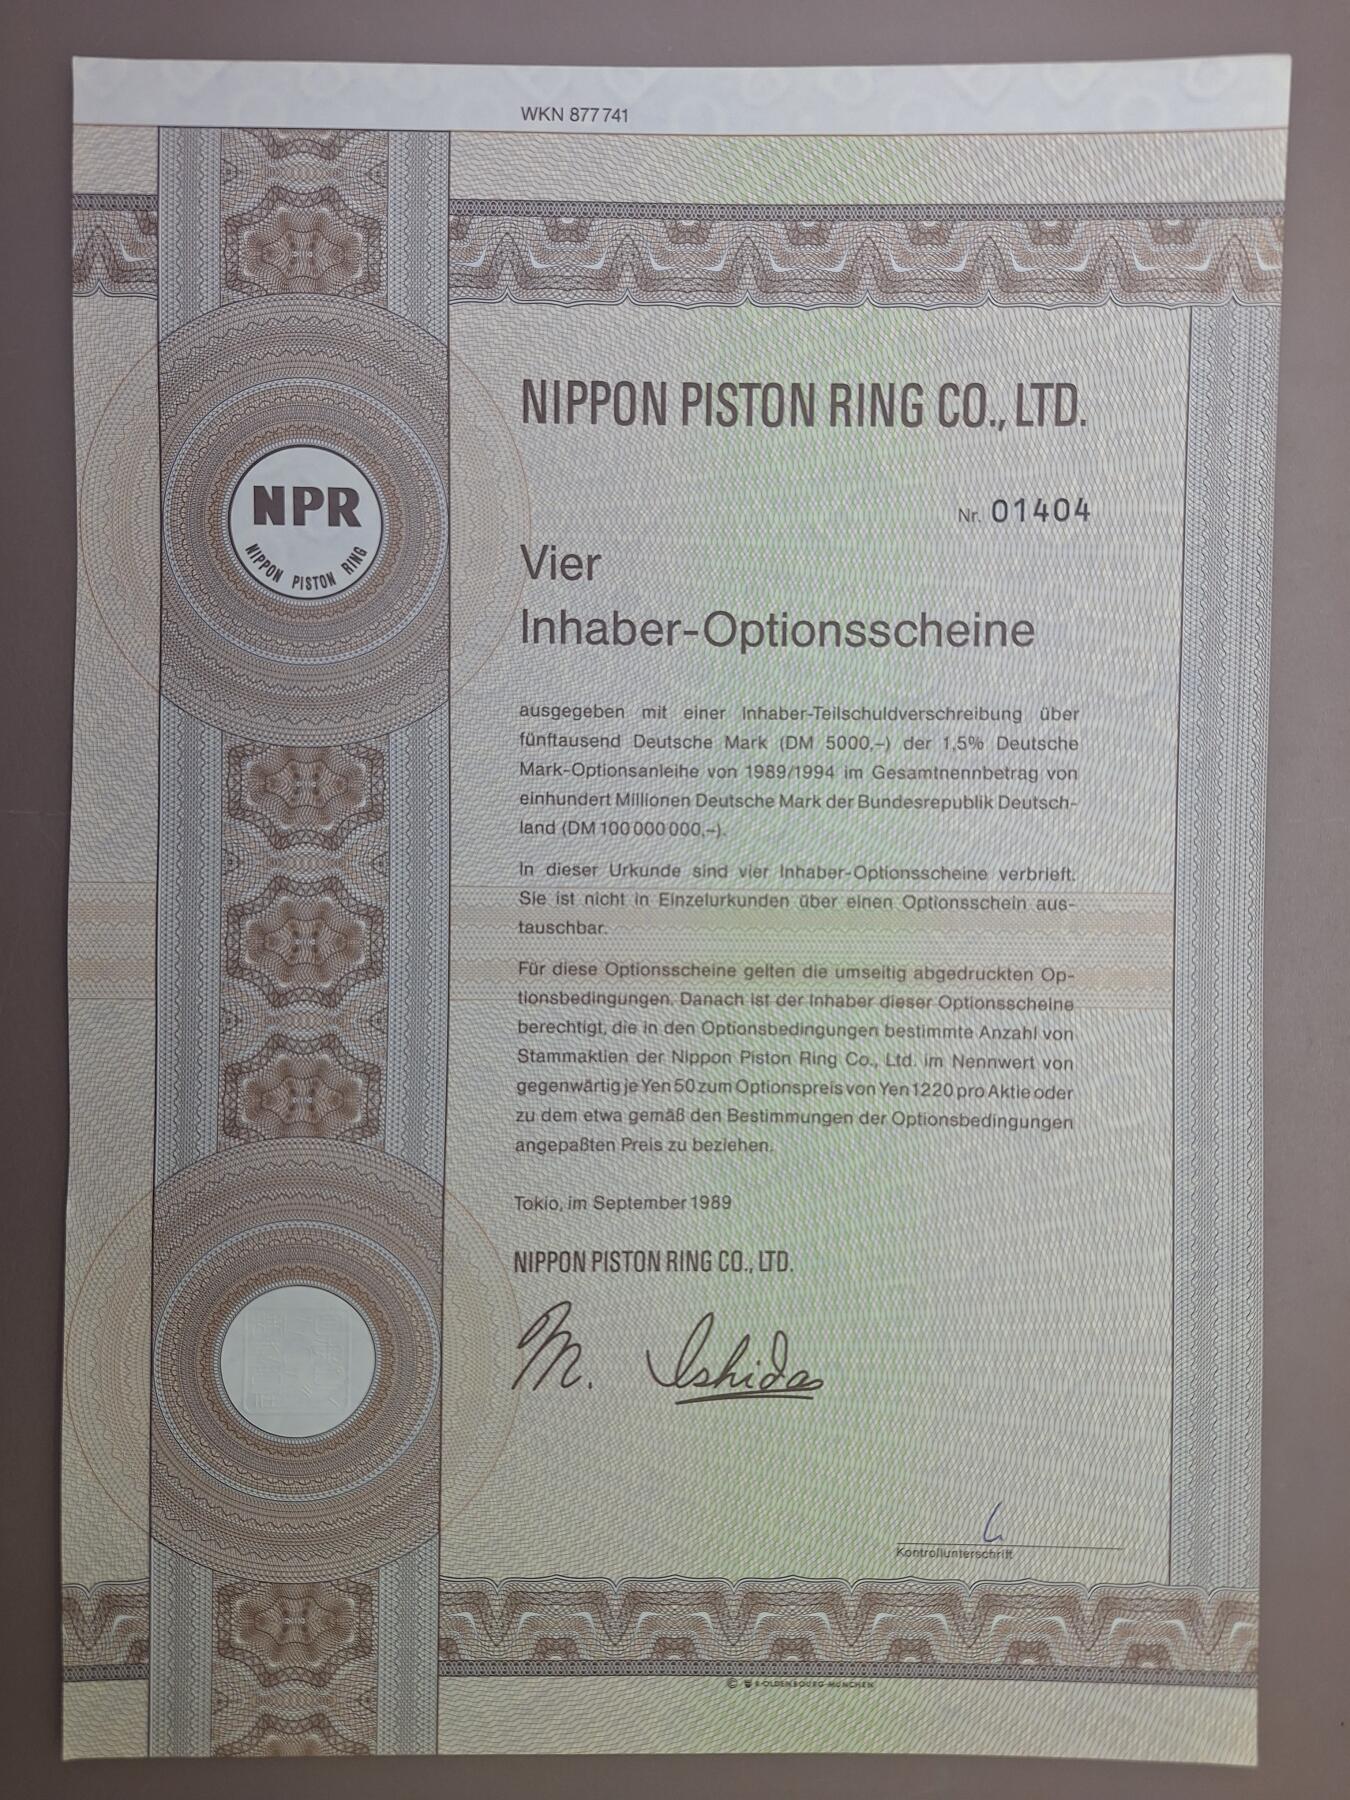 WKN 877 741
NIPPON PISTON RING CO., LTD.
NPR
NIPPON PISTON RING
Nr. 01404
Vier
Inhaber-Optionsscheine
ausgegeben mit einer Inhaber-Teilschuldverschreibung über
fünftausend Deutsche Mark (DM 5000,–) der 1,5% Deutsche
Mark-Optionsanleihe von 1989/1994 im Gesamtnennbetrag von
einhundert Millionen Deutsche Mark der Bundesrepublik Deutsch-
land (DM 100 000 000,–).
In dieser Urkunde sind vier Inhaber-Optionsscheine verbrieft.
Sie ist nicht in Einzelurkunden über einen Optionsschein aus-
tauschbar.
Für diese Optionsscheine gelten die umseitig abgedruckten Op-
tionsbedingungen. Danach ist der Inhaber dieser Optionsscheine
berechtigt, die in den Optionsbedingungen bestimmte Anzahl von
Stammaktien der Nippon Piston Ring Co., Ltd. im Nennwert von
gegenwärtig je Yen 50 zum Optionspreis von Yen 1220 pro Aktie oder
zu dem etwa gemäß den Bestimmungen der Optionsbedingungen
angepaßten Preis zu beziehen.
Tokio, im September 1989
NIPPON PISTON RING CO., LTD.
M. Ishida
Kontrollunterschrift
© R·OLDENBOURG·MÜNCHEN